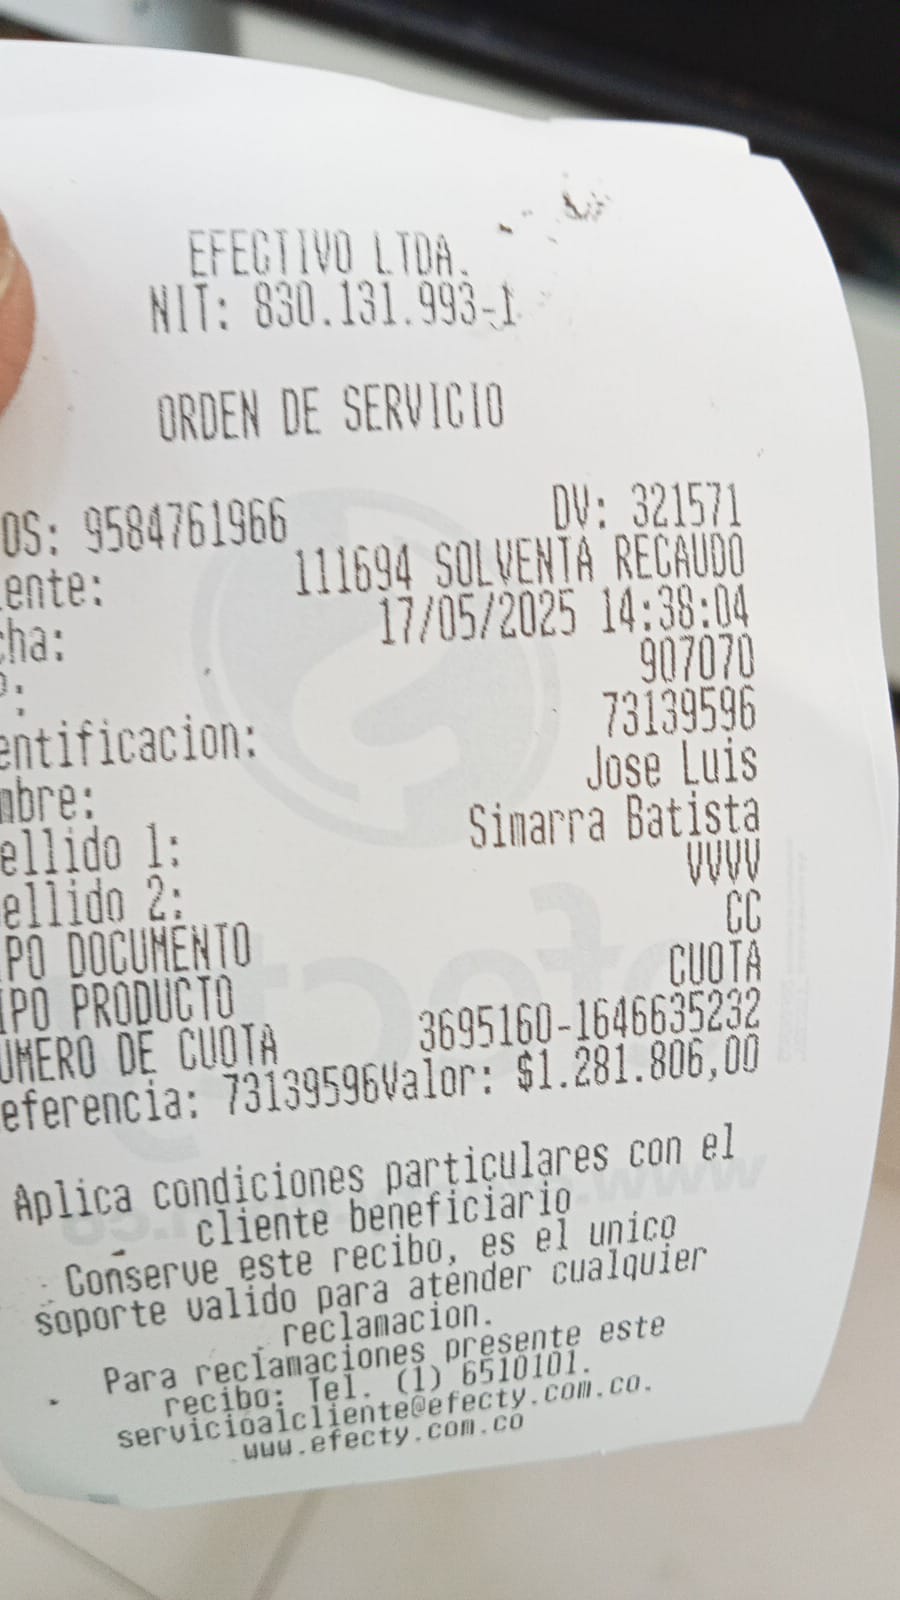 EFECTIVO LTDA.
NIT: 830.131.993-1
ORDEN DE SERVICIO
OS: 9584761966 DV: 321571
ente: 111694 SOLVENTA RECAUDO
cha: 17/05/2025 14:38:04
: 907070
entificacion: 73139596
mbre: Jose Luis
ellido 1: Simarra Batista
ellido 2: VVVV
PO DOCUMENTO CC
IPO PRODUCTO CUOTA
UMERO DE CUOTA 3695160-1646635232
eferencia: 73139596Valor: $1.281.806,00
Aplica condiciones particulares con el
cliente beneficiario
Conserve este recibo, es el unico
soporte valido para atender cualquier
reclamacion.
Para reclamaciones presente este
recibo: Tel. (1) 6510101.
servicioalcliente@efecty.com.co.
www.efecty.com.co